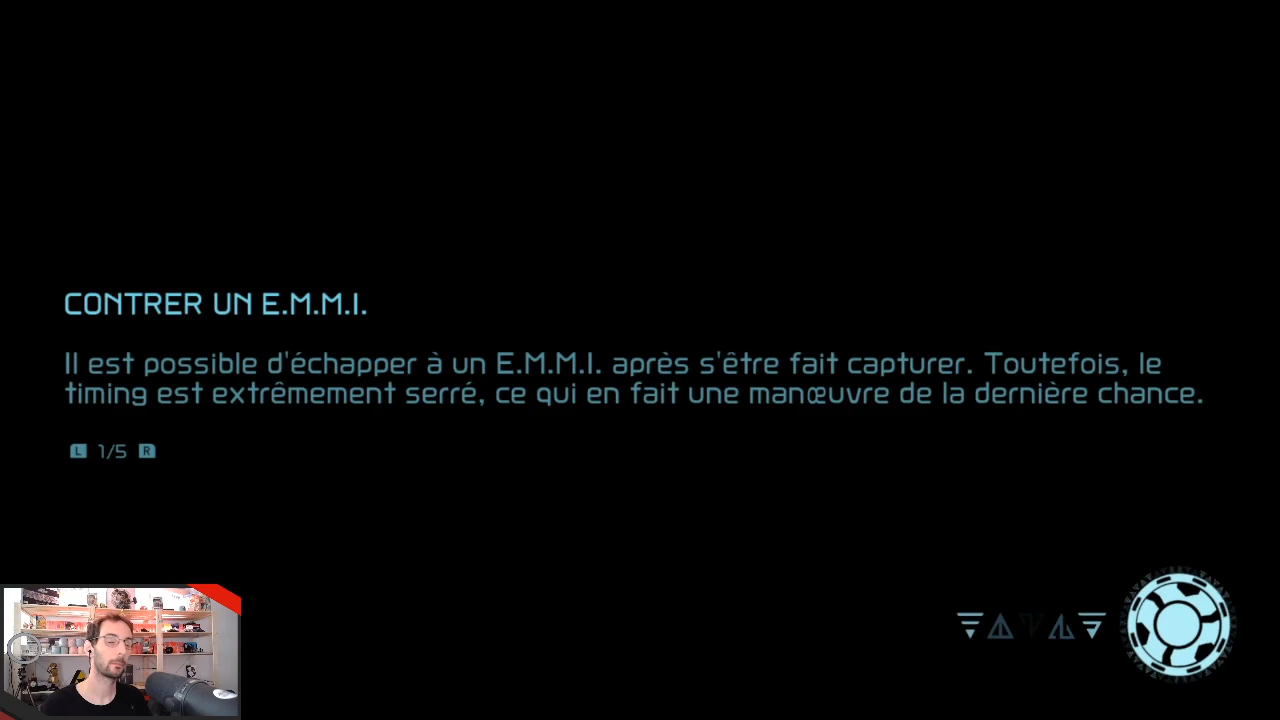 CONTRER UN E.M.M.I.
Il est possible d'échapper à un E.M.M.I. après s'être fait capturer. Toutefois, le
timing est extrêmement serré, ce qui en fait une manœuvre de la dernière chance.
L 1/5 R